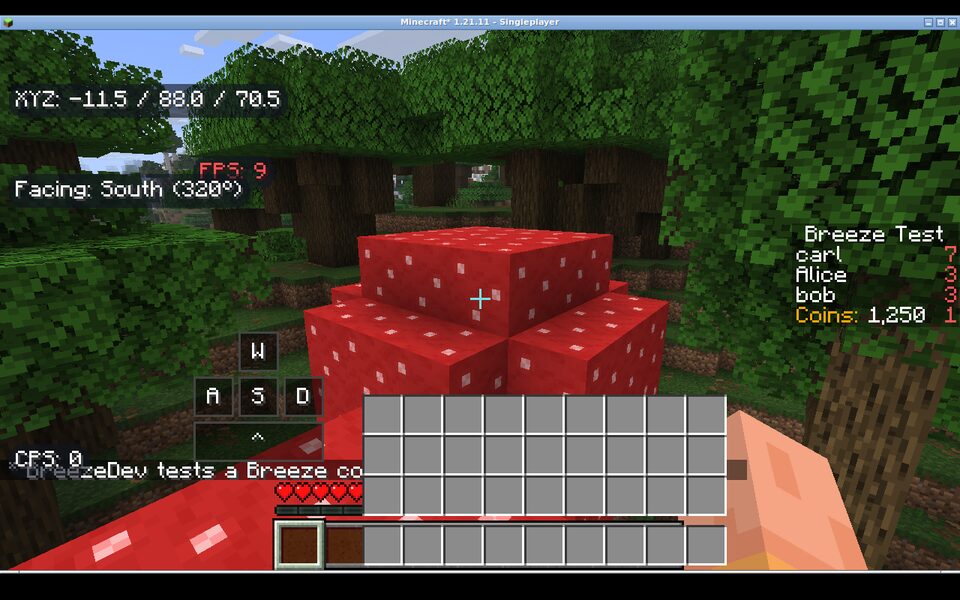 Minecraft* 1.21.11 - Singleplayer
XYZ: -11.5 / 88.0 / 70.5
FPS: 9
Facing: South (320º)
Breeze Test
carl 7
Alice 3
bob 3
Coins: 1,250 1
W
A S D
^
CPS: 0
BreezeDev tests a Breeze co